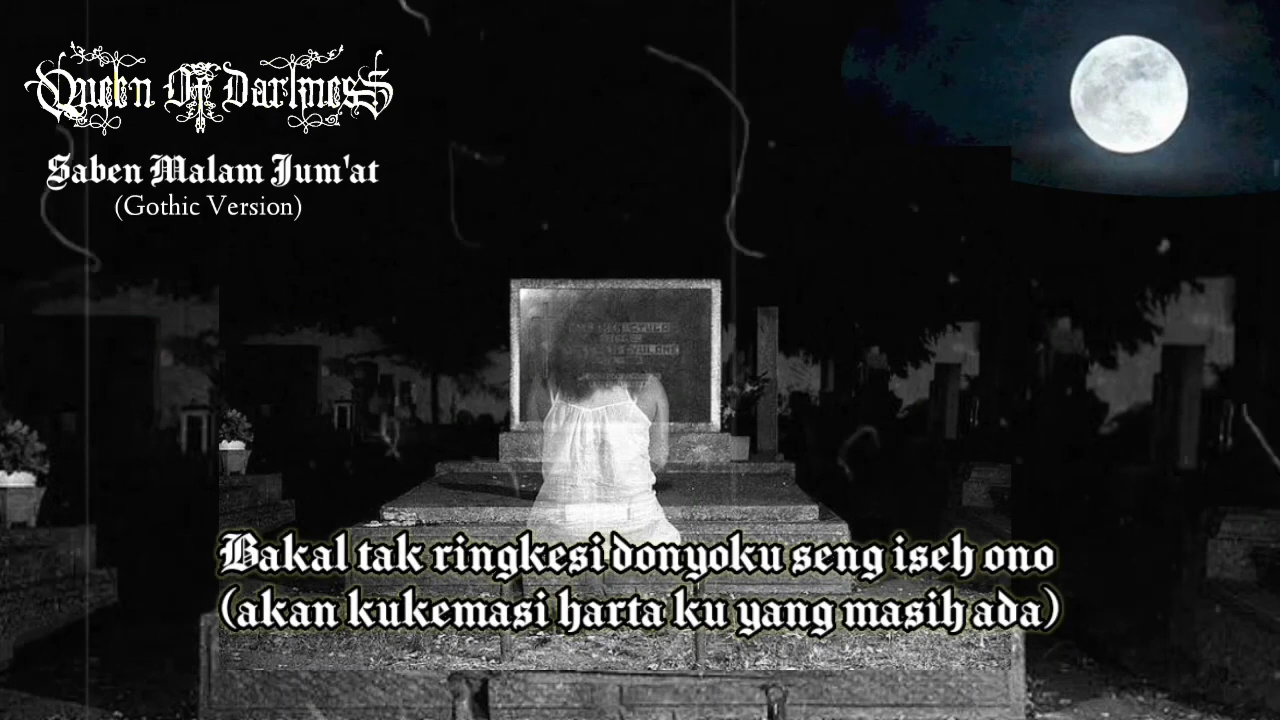 Queen Of Darkness
Saben Malam Jum'at
(Gothic Version)
Bakal tak ringkesi donyoku seng iseh ono
(akan kukemasi harta ku yang masih ada)